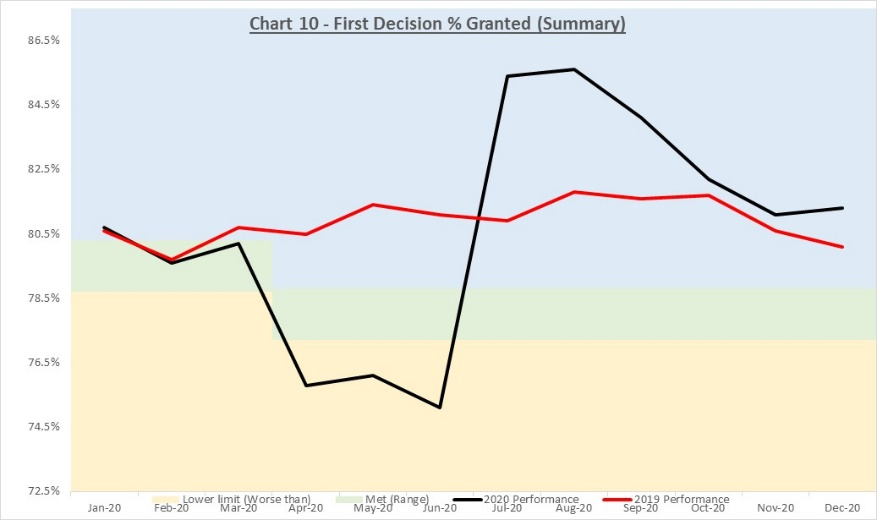 Chart 10 - First Decision % Granted (Summary)
86.5%
84.5%
82.5%
80.5%
78.5%
76.5%
74.5%
72.5%
Lower limit (Worse than) Met (Range) 2020 Performance 2019 Performance
Jan-20 Feb-20 Mar-20 Apr-20 May-20 Jun-20 Jul-20 Aug-20 Sep-20 Oct-20 Nov-20 Dec-20